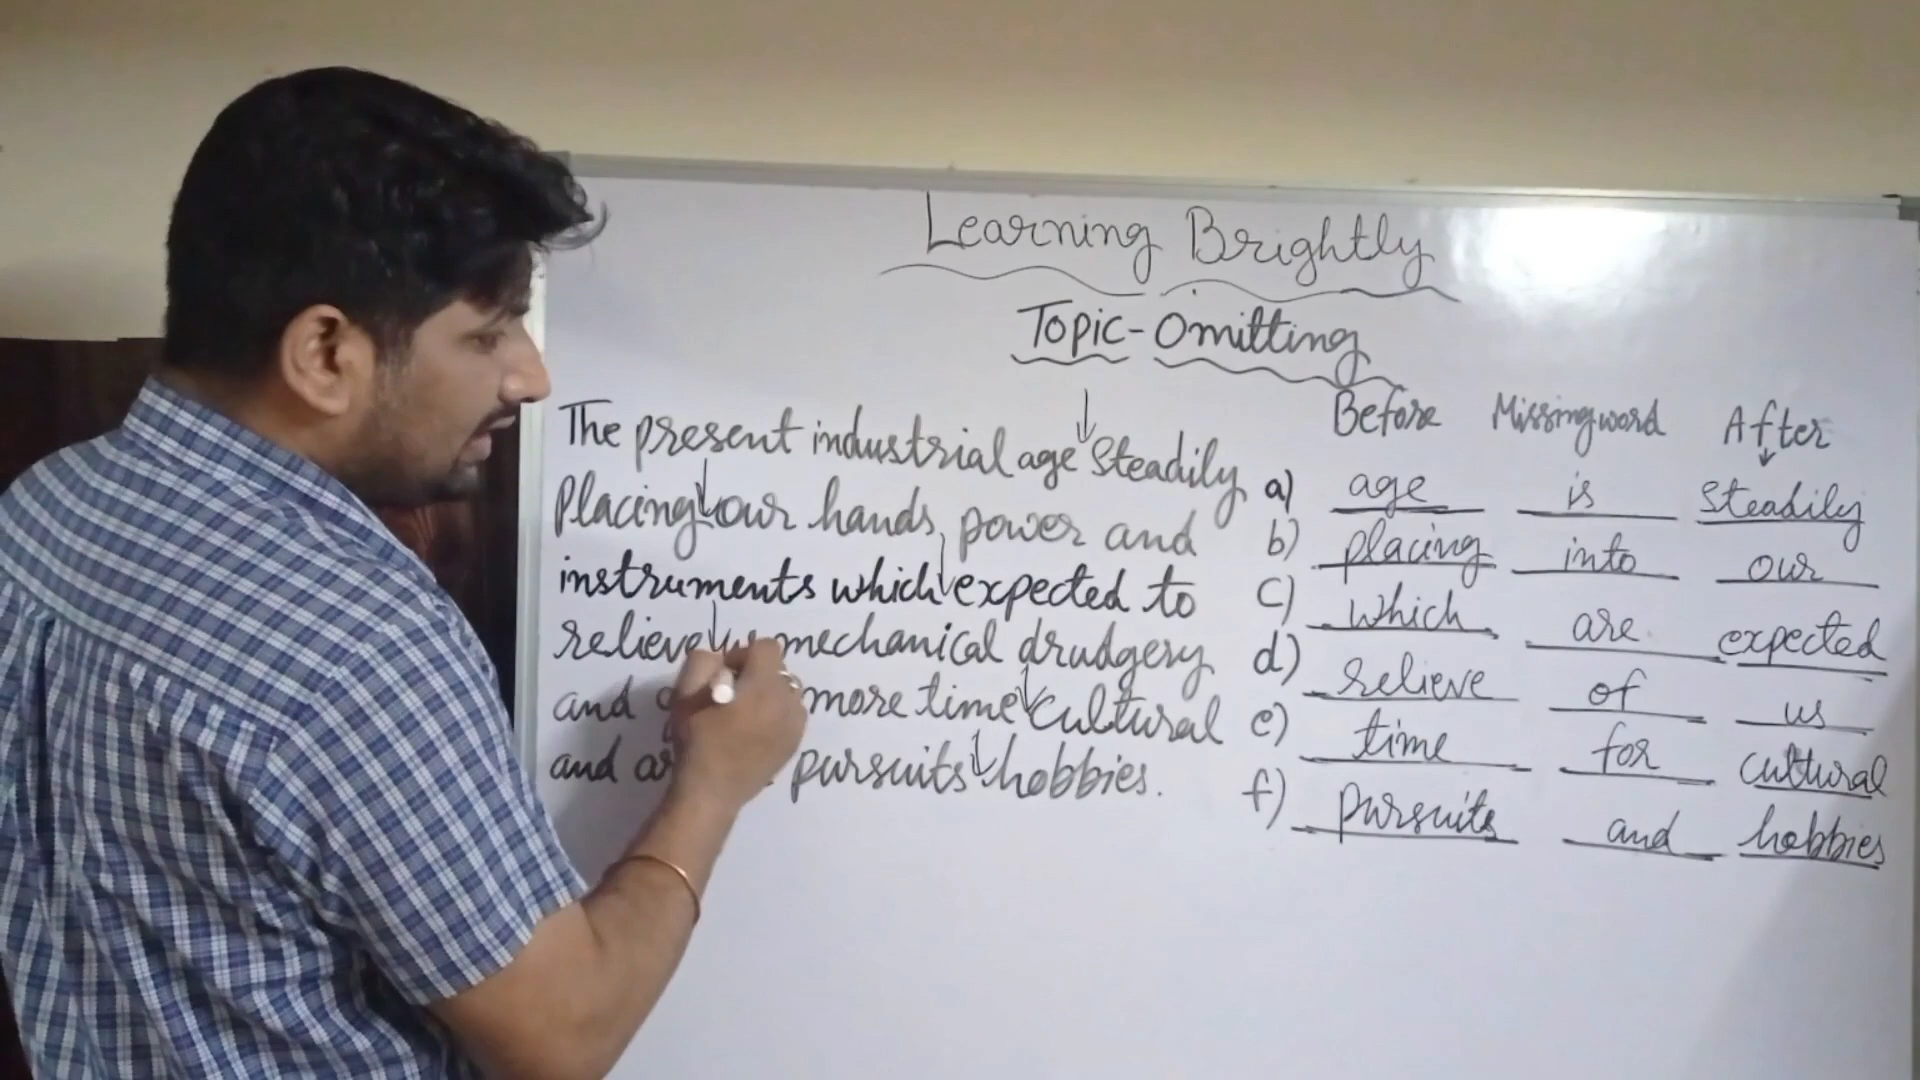 Learning Brightly
Topic-Omitting
The present industrial age steadily
Placing our hands, power and
instruments which expected to
relieve us mechanical drudgery
and more time cultural
and pursuits hobbies.
Before Missing word After
a) age is steadily
b) placing into our
c) which are expected
d) relieve of us
e) time for cultural
f) pursuits and hobbies